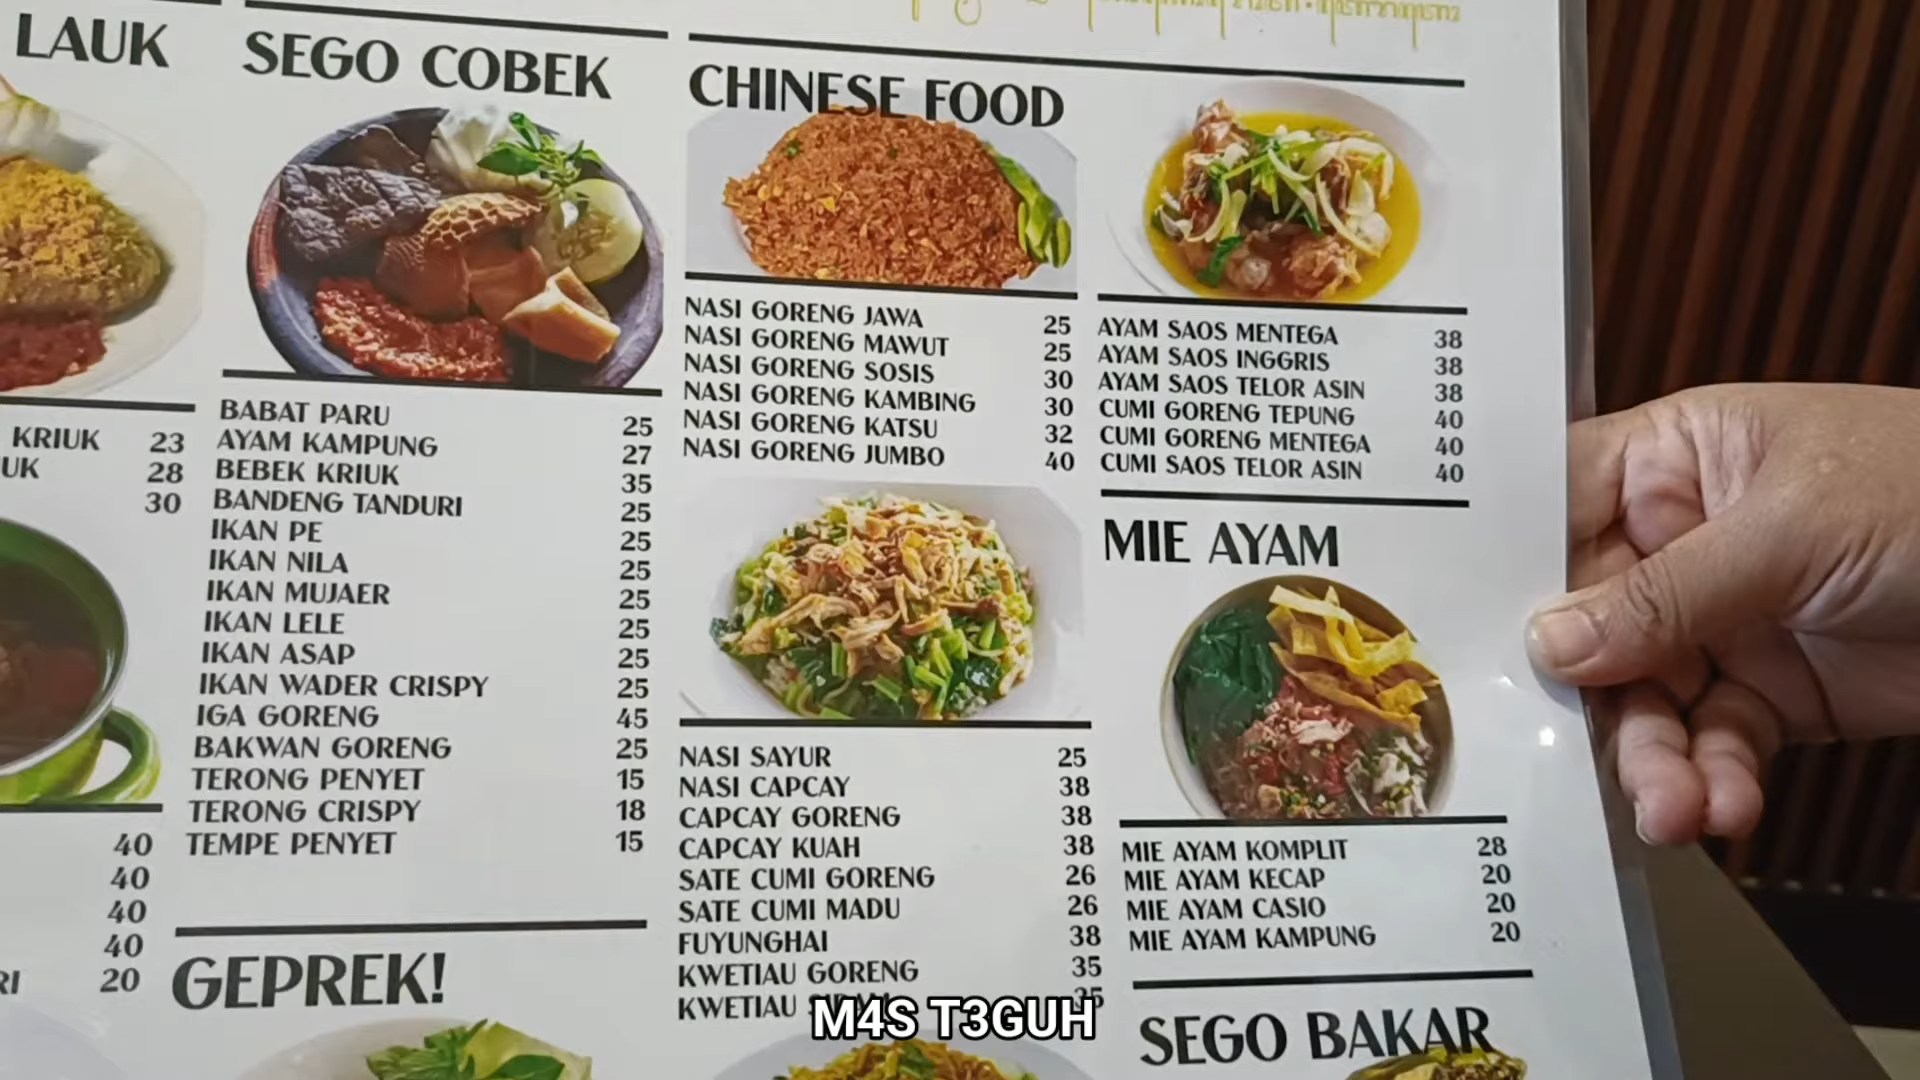 LAUK
KRIUK 23
UK 28
30
40
40
40
40
RI 20
SEGO COBEK
BABAT PARU 25
AYAM KAMPUNG 27
BEBEK KRIUK 35
BANDENG TANDURI 25
IKAN PE 25
IKAN NILA 25
IKAN MUJAER 25
IKAN LELE 25
IKAN ASAP 25
IKAN WADER CRISPY 25
IGA GORENG 45
BAKWAN GORENG 25
TERONG PENYET 15
TERONG CRISPY 18
TEMPE PENYET 15
GEPREK!
CHINESE FOOD
NASI GORENG JAWA 25
NASI GORENG MAWUT 25
NASI GORENG SOSIS 30
NASI GORENG KAMBING 30
NASI GORENG KATSU 32
NASI GORENG JUMBO 40
NASI SAYUR 25
NASI CAPCAY 38
CAPCAY GORENG 38
CAPCAY KUAH 38
SATE CUMI GORENG 26
SATE CUMI MADU 26
FUYUNGHAI 38
KWETIAU GORENG 35
KWETIAU 35
AYAM SAOS MENTEGA 38
AYAM SAOS INGGRIS 38
AYAM SAOS TELOR ASIN 38
CUMI GORENG TEPUNG 40
CUMI GORENG MENTEGA 40
CUMI SAOS TELOR ASIN 40
MIE AYAM
MIE AYAM KOMPLIT 28
MIE AYAM KECAP 20
MIE AYAM CASIO 20
MIE AYAM KAMPUNG 20
SEGO BAKAR
M4S T3GUH